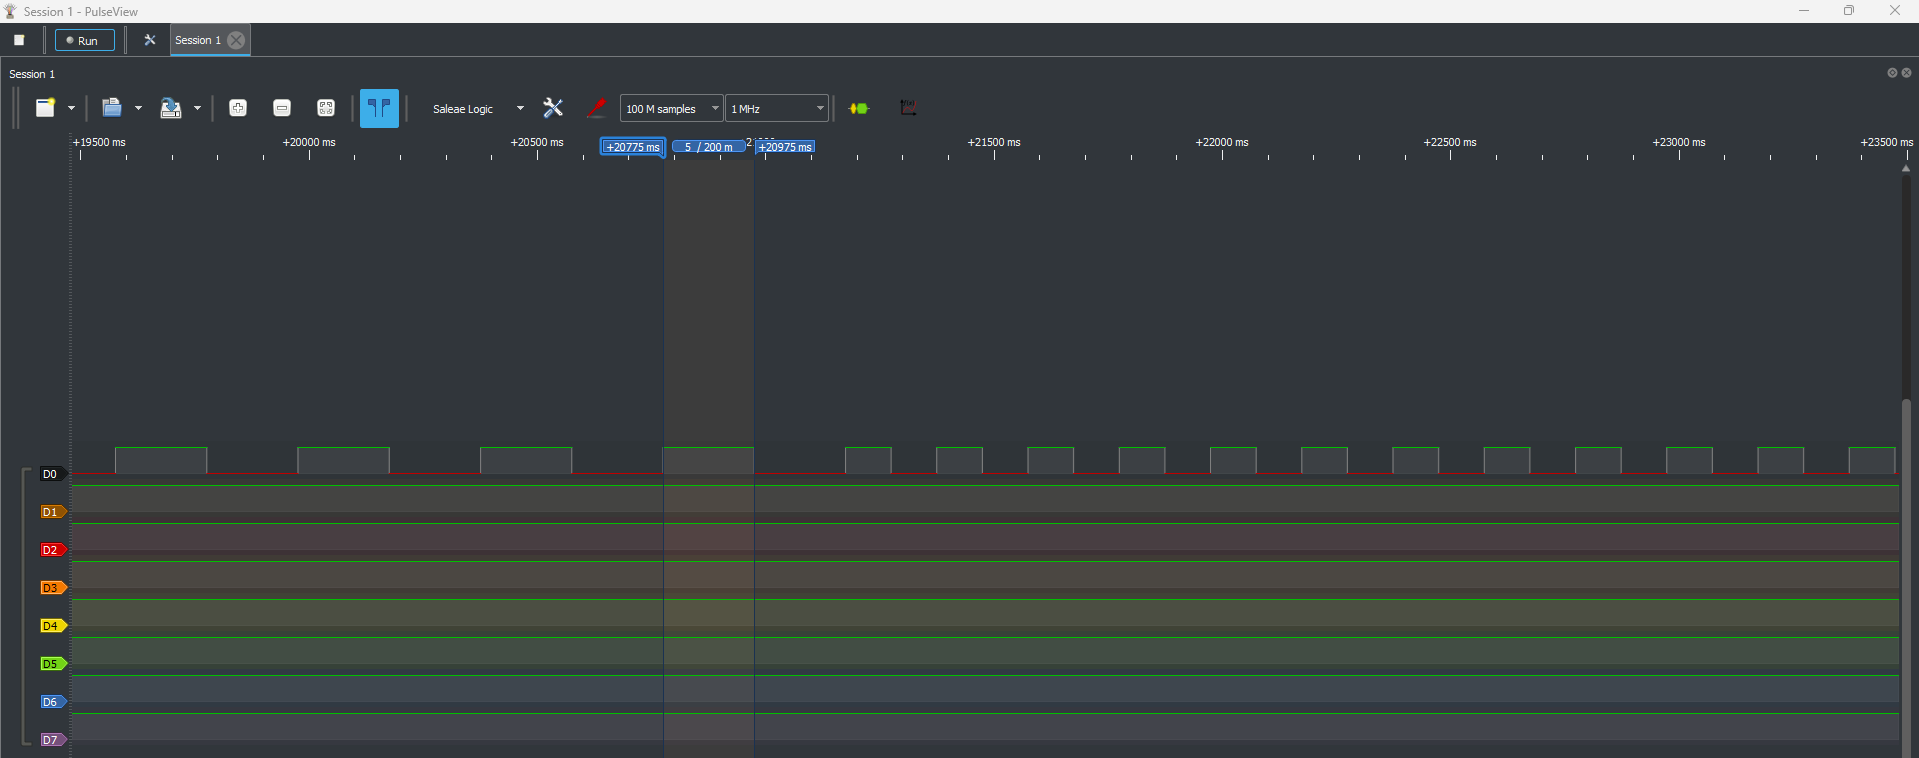 Session 1 - PulseView
Run
Session 1
Session 1
Saleae Logic
100 M samples
1 MHz
+19500 ms
+20000 ms
+20500 ms
+20775 ms
5 / 200 m
+20975 ms
+21500 ms
+22000 ms
+22500 ms
+23000 ms
+23500 ms
D0
D1
D2
D3
D4
D5
D6
D7